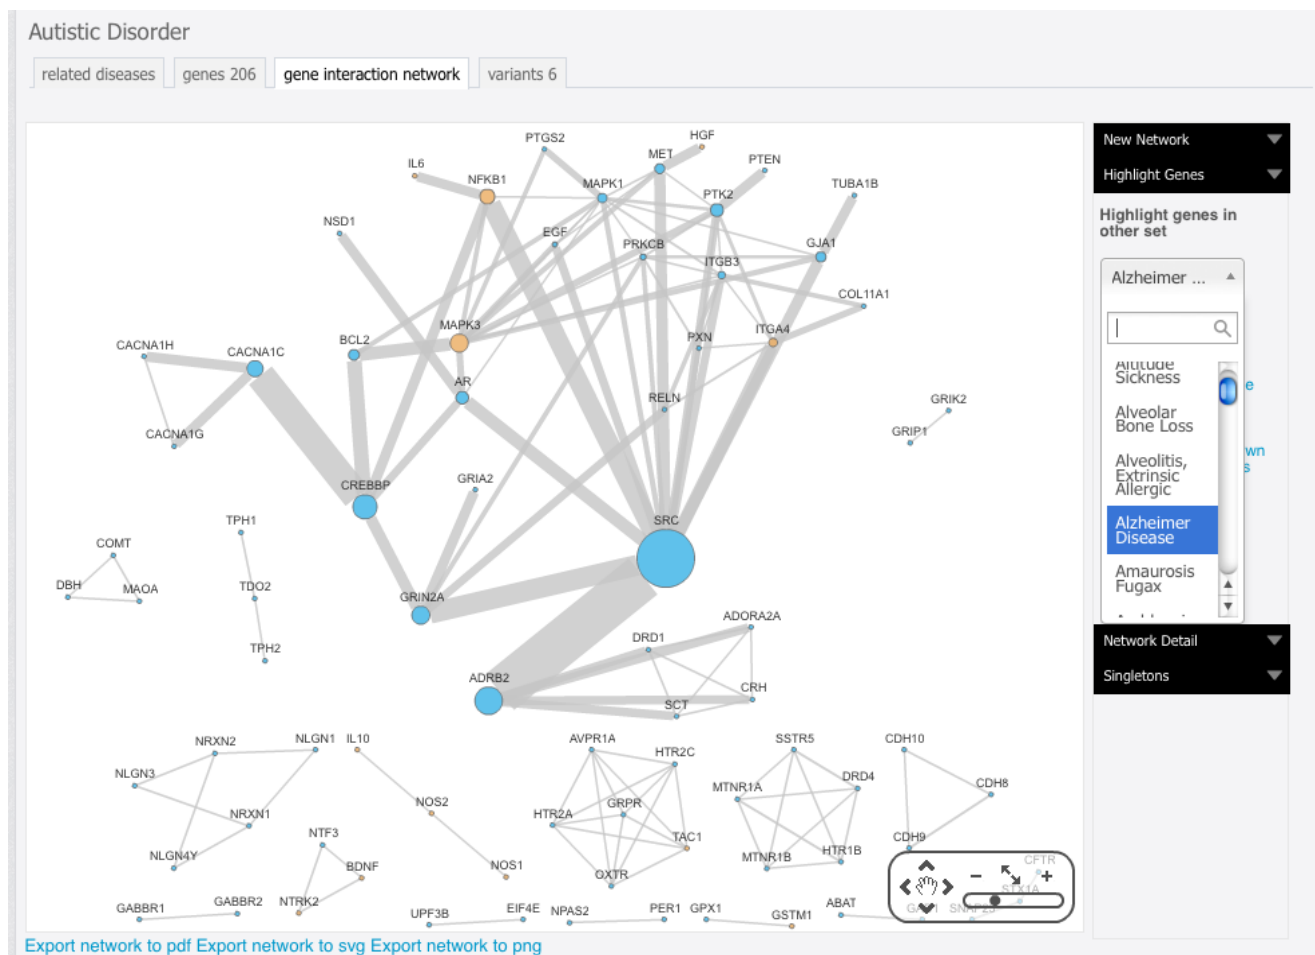 Autistic Disorder
related diseases genes 206 gene interaction network variants 6
New Network
Highlight Genes
Highlight genes in
other set
Alzheimer ...
Altitude
Sickness
Alveolar
Bone Loss
Alveolitis,
Extrinsic
Allergic
Alzheimer
Disease
Amaurosis
Fugax
e
wn
s
Network Detail
Singletons
PTGS2
HGF
IL6
MET
PTEN
NFKB1
MAPK1
PTK2
TUBA1B
NSD1
EGF
PRKCB
GJA1
ITGB3
COL11A1
MAPK3
ITGA4
PXN
CACNA1H
CACNA1C
BCL2
AR
RELN
GRIK2
CACNA1G
GRIP1
CREBBP
GRIA2
TPH1
SRC
COMT
DBH
MAOA
TDO2
GRIN2A
ADORA2A
DRD1
TPH2
ADRB2
CRH
SCT
NRXN2
NLGN1
IL10
AVPR1A
HTR2C
SSTR5
CDH10
NLGN3
MTNR1A
DRD4
CDH8
NOS2
GRPR
NRXN1
HTR2A
NTF3
TAC1
CDH9
NLGN4Y
BDNF
NOS1
MTNR1B
HTR1B
CFTR
OXTR
STX1A
NTRK2
GABBR1
GABBR2
UPF3B
EIF4E
NPAS2
PER1
GPX1
GSTM1
ABAT
SNAP25
Export network to pdf Export network to svg Export network to png